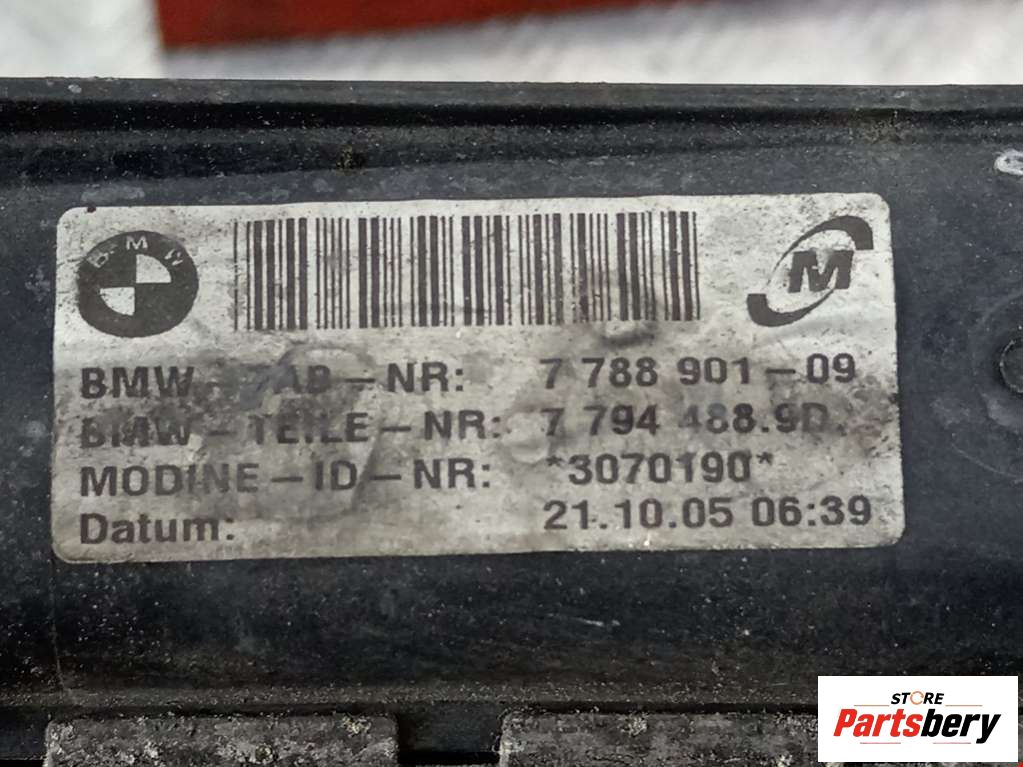 BMW
M
BMW-ZAB-NR: 7 788 901-09
BMW-TEILE-NR: 7 794 488.9D.
MODINE-ID-NR: *3070190*
Datum: 21.10.05 06:39
STORE
Partsbery